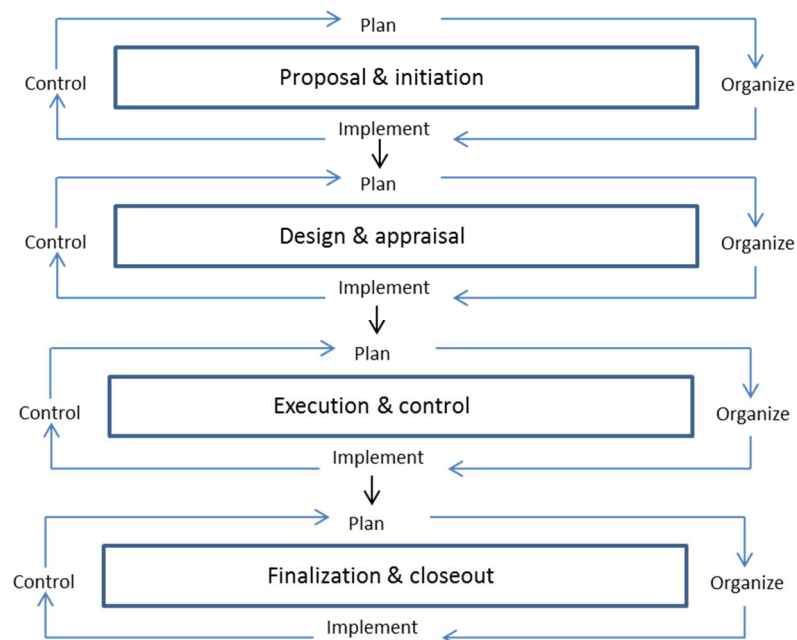 Plan
Control
Proposal & initiation
Organize
Implement
Plan
Control
Design & appraisal
Organize
Implement
Plan
Control
Execution & control
Organize
Implement
Plan
Control
Finalization & closeout
Organize
Implement